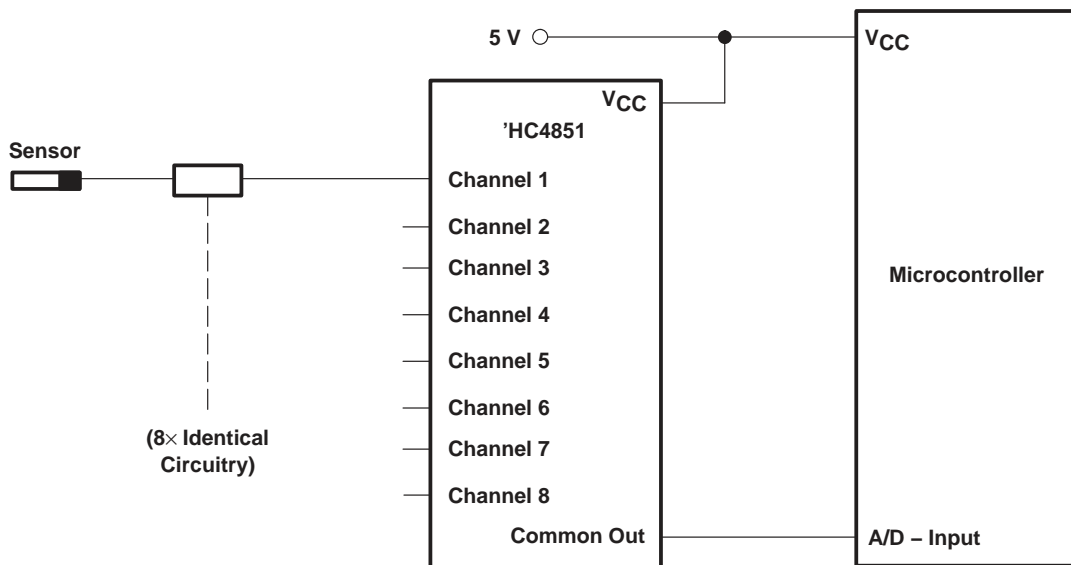 5 V
VCC
VCC
'HC4851
Sensor
Channel 1
Channel 2
Channel 3
Channel 4
Channel 5
Channel 6
Channel 7
Channel 8
Microcontroller
(8× Identical
Circuitry)
Common Out
A/D – Input